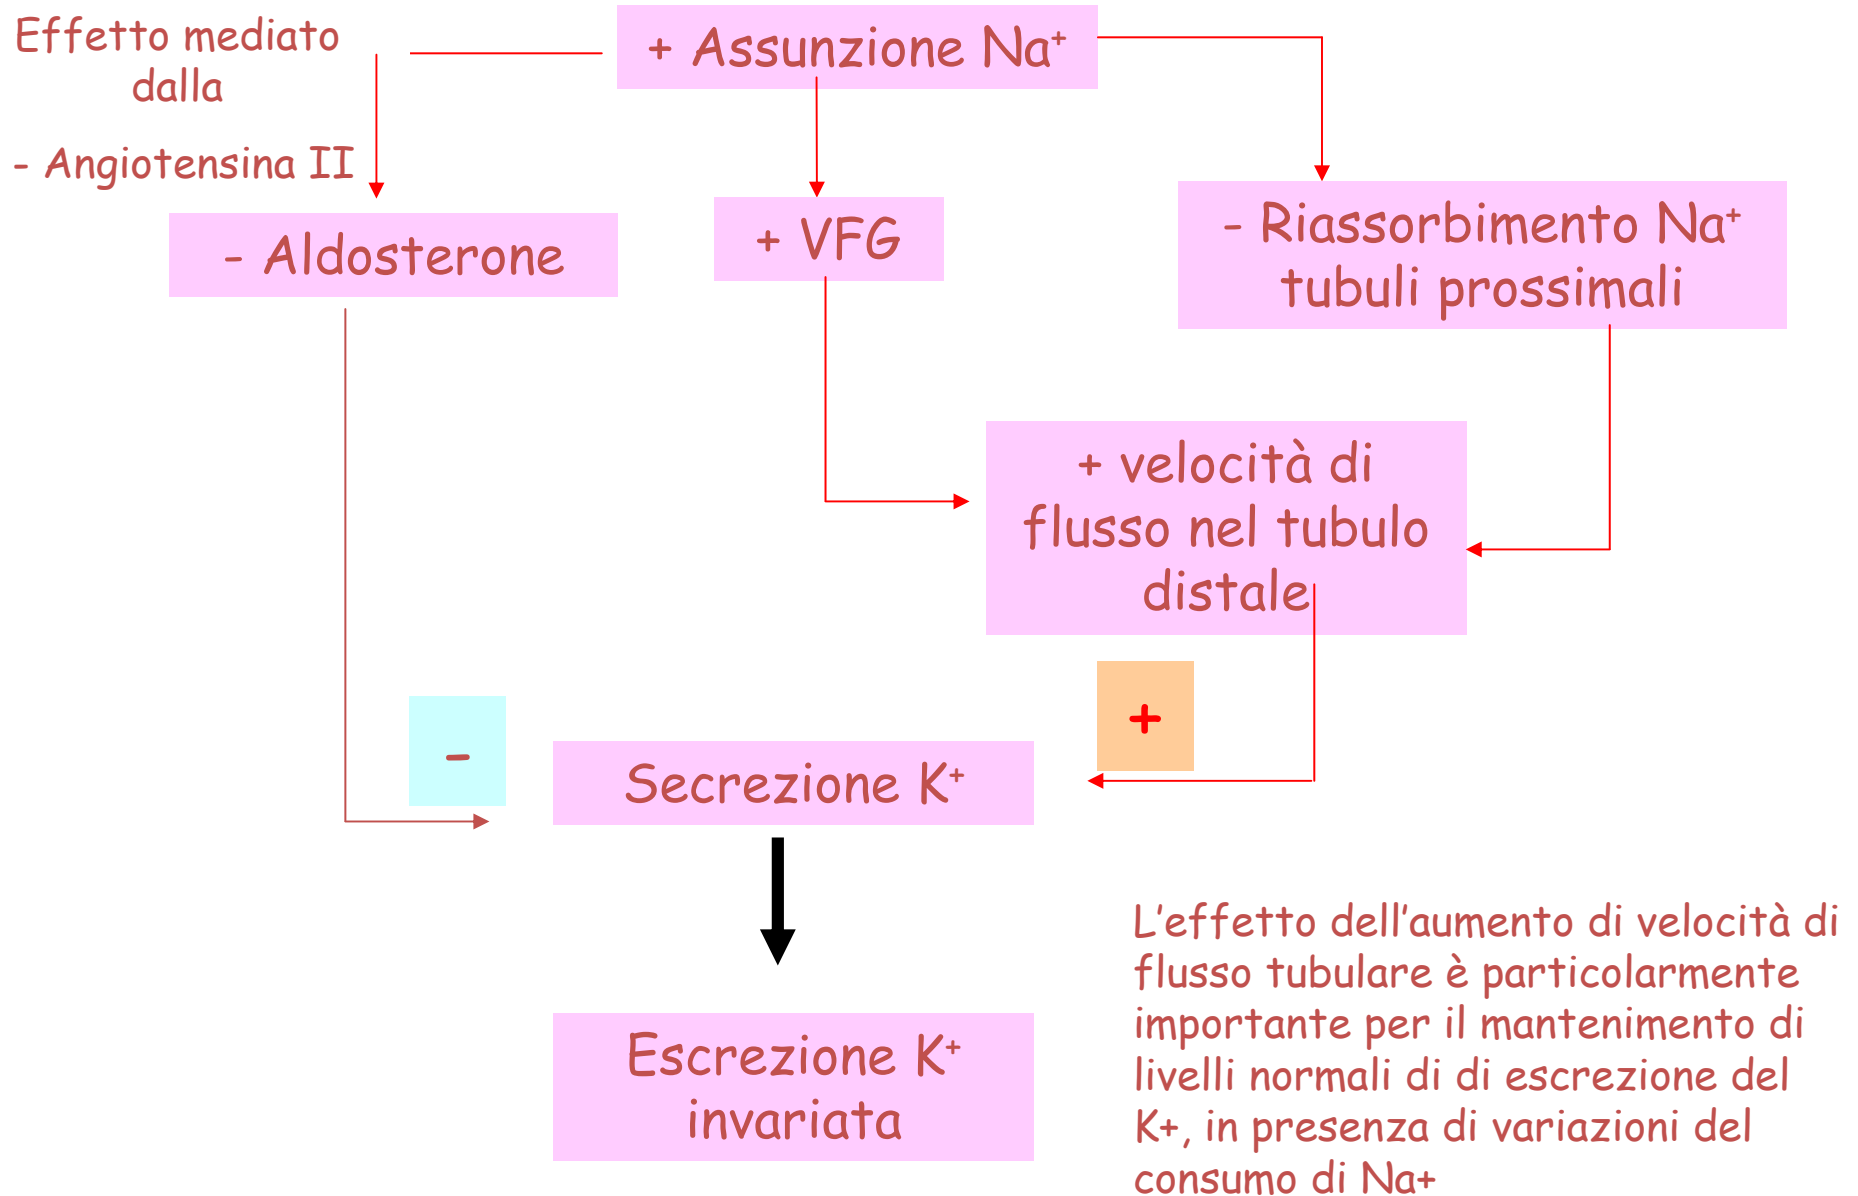 Effetto mediato
dalla
- Angiotensina II
+ Assunzione Na⁺
- Aldosterone
+ VFG
- Riassorbimento Na⁺
tubuli prossimali
+ velocità di
flusso nel tubulo
distale
-
+
Secrezione K⁺
Escrezione K⁺
invariata
L’effetto dell’aumento di velocità di
flusso tubulare è particolarmente
importante per il mantenimento di
livelli normali di di escrezione del
K+, in presenza di variazioni del
consumo di Na+